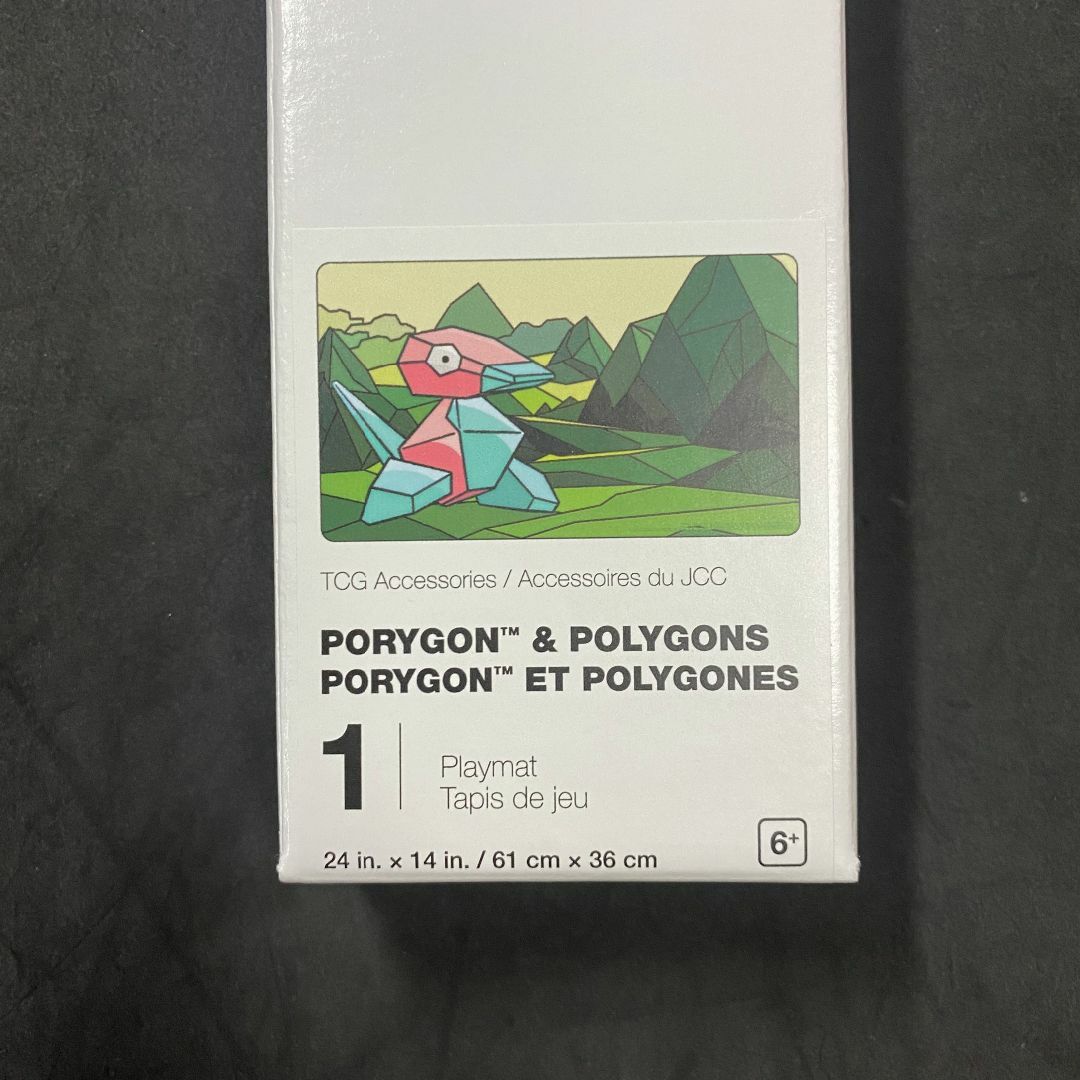 TCG Accessories / Accessoires du JCC
PORYGON™ & POLYGONS
PORYGON™ ET POLYGONES
1
Playmat
Tapis de jeu
24 in. × 14 in. / 61 cm × 36 cm
6+